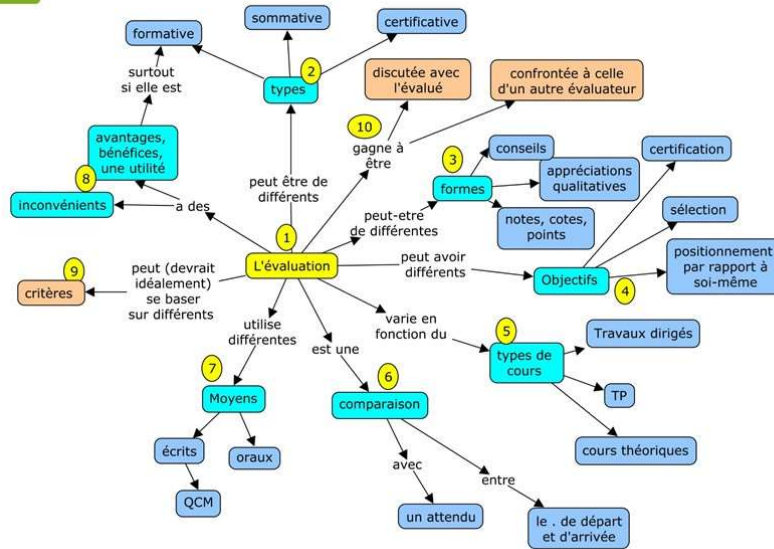 sommative
certificative
formative
surtout
si elle est
types
2
discutée avec
l'évalué
confrontée à celle
d'un autre évaluateur
10
gagne à
être
avantages,
bénéfices,
une utilité
8
inconvénients
a des
peut être de
différents
3
formes
conseils
appréciations
qualitatives
notes, cotes,
points
certification
sélection
positionnement
par rapport à
soi-même
peut-etre
de différentes
1
L'évaluation
peut avoir
différents
Objectifs
4
9
critères
peut (devrait
idéalement)
se baser
sur différents
utilise
différentes
7
Moyens
écrits
oraux
QCM
est une
6
comparaison
avec
un attendu
entre
le . de départ
et d'arrivée
varie en
fonction du
5
types de
cours
Travaux dirigés
TP
cours théoriques